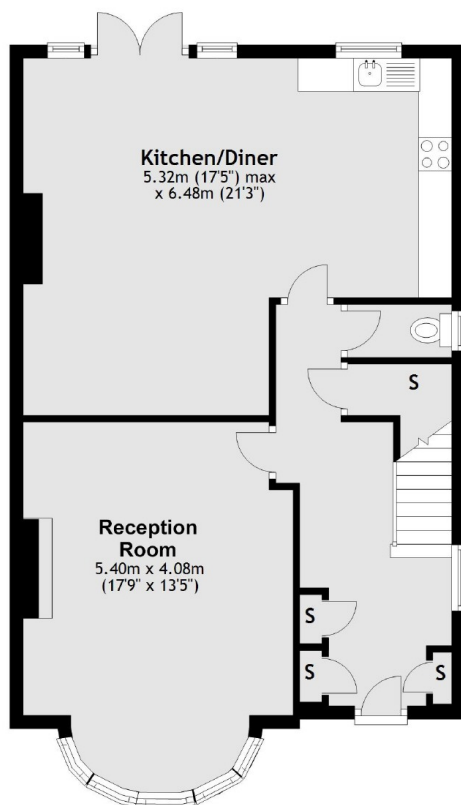 Kitchen/Diner
5.32m (17'5") max
x 6.48m (21'3")
S
Reception
Room
5.40m x 4.08m
(17'9" x 13'5")
S
S
S